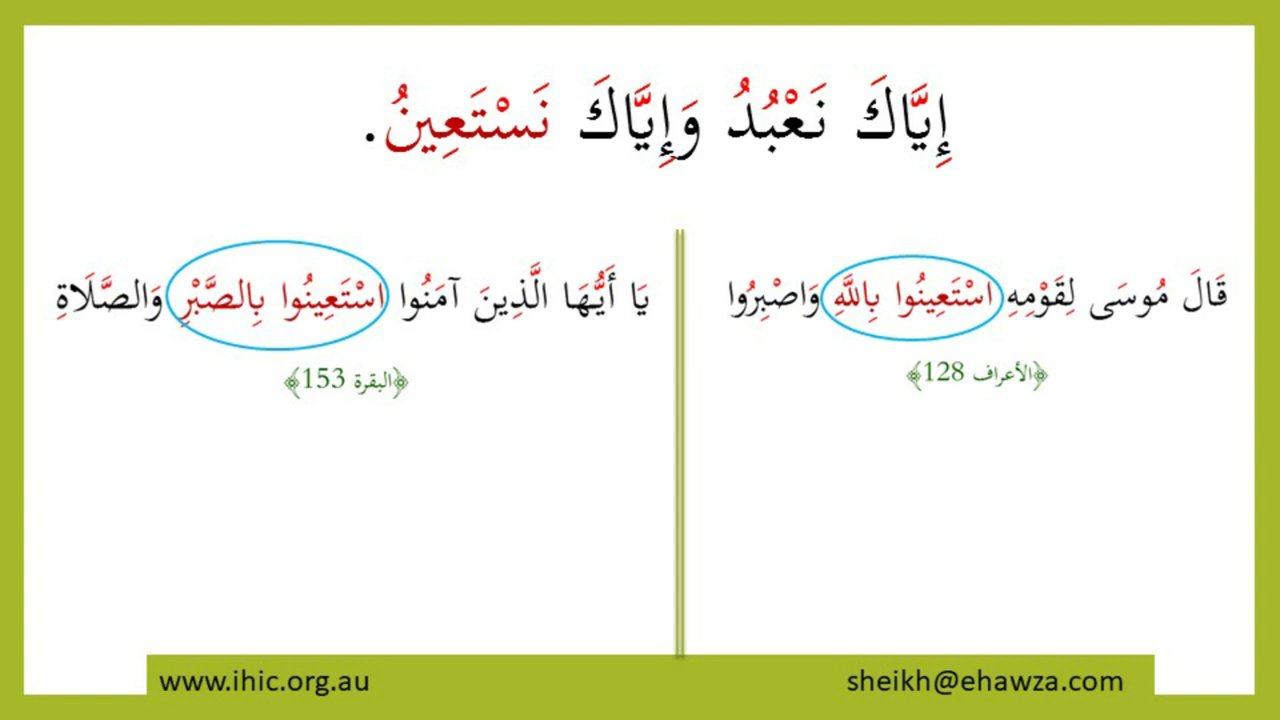 إِيَّاكَ نَعْبُدُ وَإِيَّاكَ نَسْتَعِينُ.
قَالَ مُوسَى لِقَوْمِهِ اسْتَعِينُوا بِاللَّهِ وَاصْبِرُوا
﴿الأعراف 128﴾
يَا أَيُّهَا الَّذِينَ آمَنُوا اسْتَعِينُوا بِالصَّبْرِ وَالصَّلَاةِ
﴿البقرة 153﴾
www.ihic.org.au
sheikh@ehawza.com